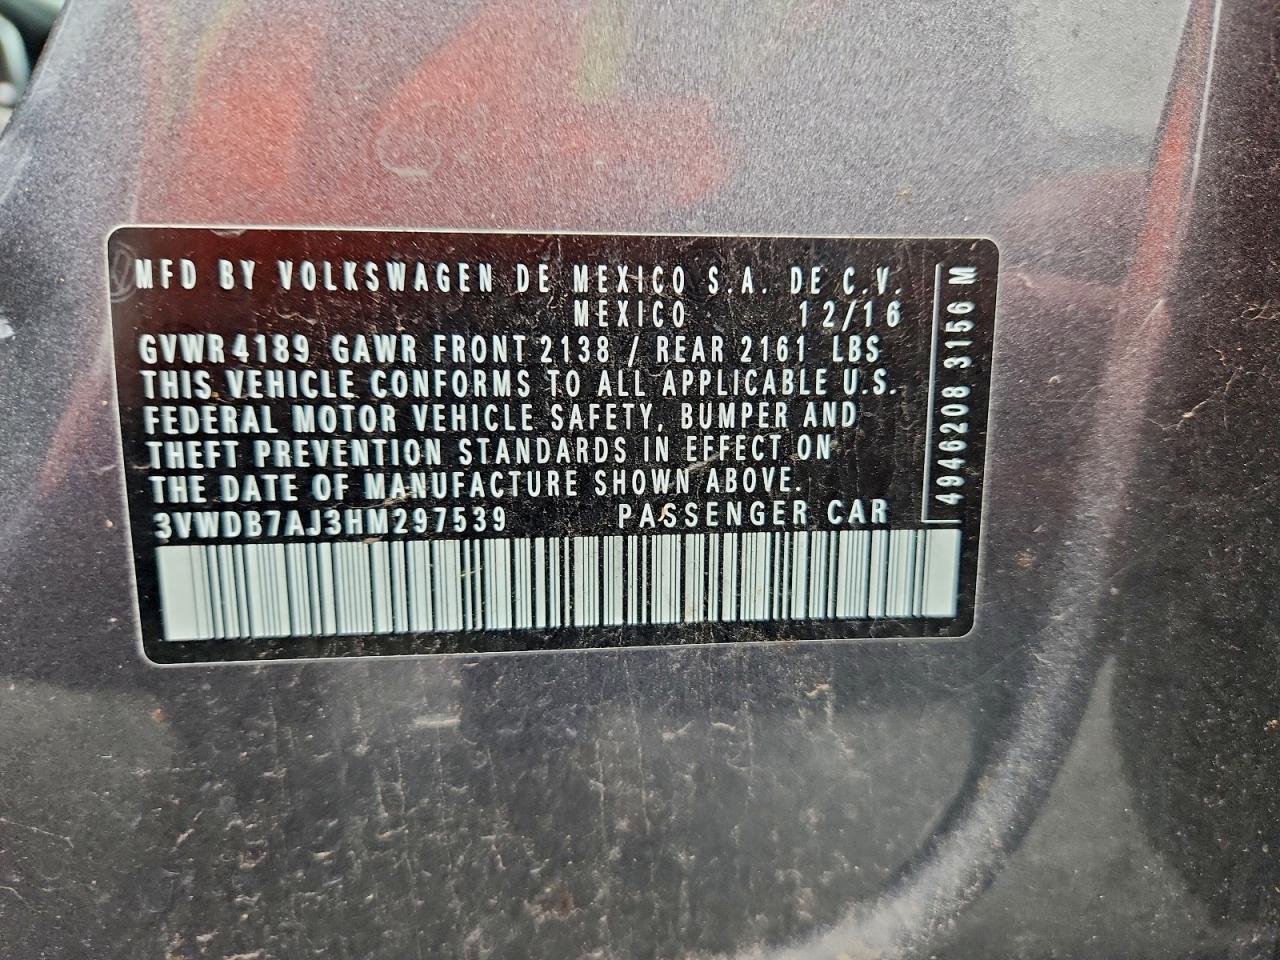 MFD BY VOLKSWAGEN DE MEXICO S.A. DE C.V.
MEXICO 12/16
GVWR 4189 GAWR FRONT 2138 / REAR 2161 LBS
THIS VEHICLE CONFORMS TO ALL APPLICABLE U.S.
FEDERAL MOTOR VEHICLE SAFETY, BUMPER AND
THEFT PREVENTION STANDARDS IN EFFECT ON
THE DATE OF MANUFACTURE SHOWN ABOVE.
3VWDB7AJ3HM297539 PASSENGER CAR
4946208 3156 M